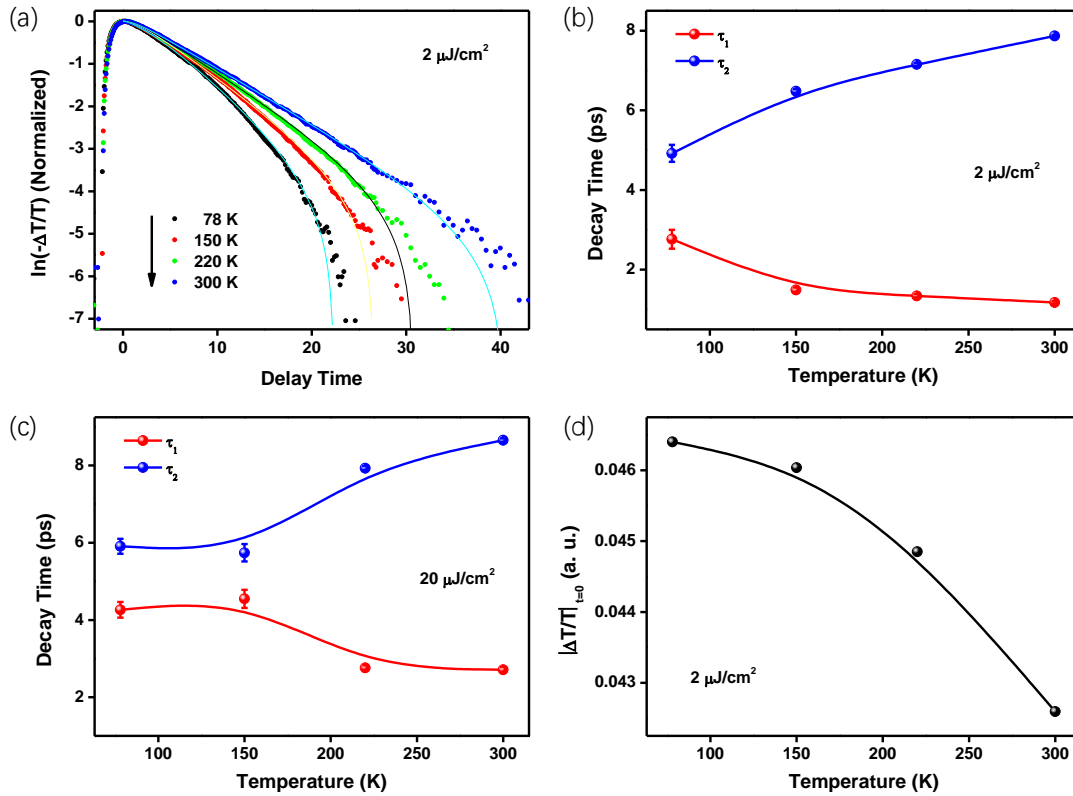 (a)
0
-1
-2
-3
-4
-5
-6
-7
ln(-ΔT/T) (Normalized)
2 μJ/cm²
78 K
150 K
220 K
300 K
0 10 20 30 40
Delay Time
(b)
8
6
4
2
Decay Time (ps)
τ₁
τ₂
2 μJ/cm²
100 150 200 250 300
Temperature (K)
(c)
8
6
4
2
Decay Time (ps)
τ₁
τ₂
20 μJ/cm²
100 150 200 250 300
Temperature (K)
(d)
0.046
0.045
0.044
0.043
|ΔT/T|ₜ₌₀ (a. u.)
2 μJ/cm²
100 150 200 250 300
Temperature (K)